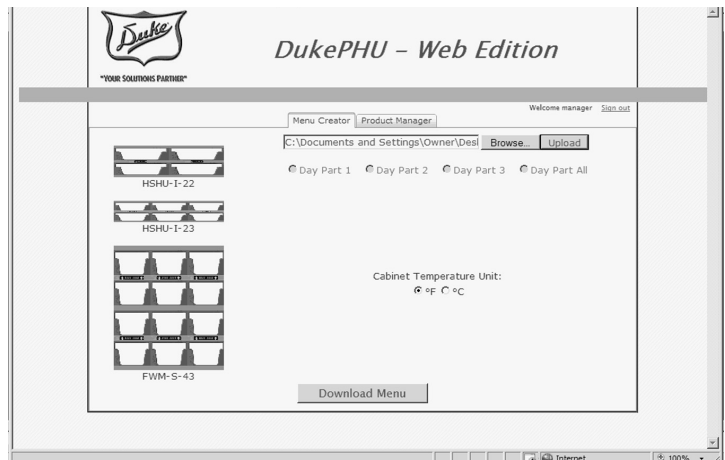 Duke
"YOUR SOLUTIONS PARTNER"
DukePHU – Web Edition
Welcome manager Sign out
Menu Creator Product Manager
C:\Documents and Settings\Owner\Desl Browse... Upload
Day Part 1 Day Part 2 Day Part 3 Day Part All
HSHU-I-22
HSHU-I-23
Cabinet Temperature Unit:
°F °C
FWM-S-43
Download Menu
Internet 100%